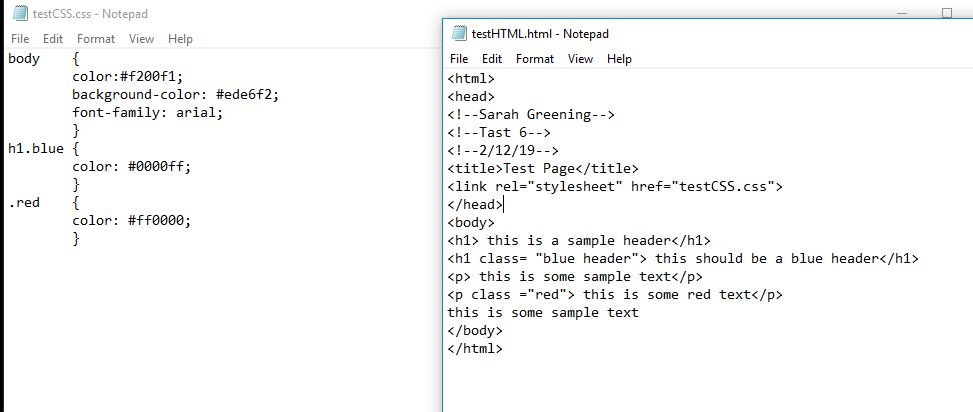 testCSS.css - Notepad
File Edit Format View Help
body {
color:#f200f1;
background-color: #ede6f2;
font-family: arial;
}
h1.blue {
color: #0000ff;
}
.red {
color: #ff0000;
}
testHTML.html - Notepad
File Edit Format View Help
<html>
<head>
<!--Sarah Greening-->
<!--Tast 6-->
<!--2/12/19-->
<title>Test Page</title>
<link rel="stylesheet" href="testCSS.css">
</head>
<body>
<h1> this is a sample header</h1>
<h1 class= "blue header"> this should be a blue header</h1>
<p> this is some sample text</p>
<p class ="red"> this is some red text</p>
this is some sample text
</body>
</html>